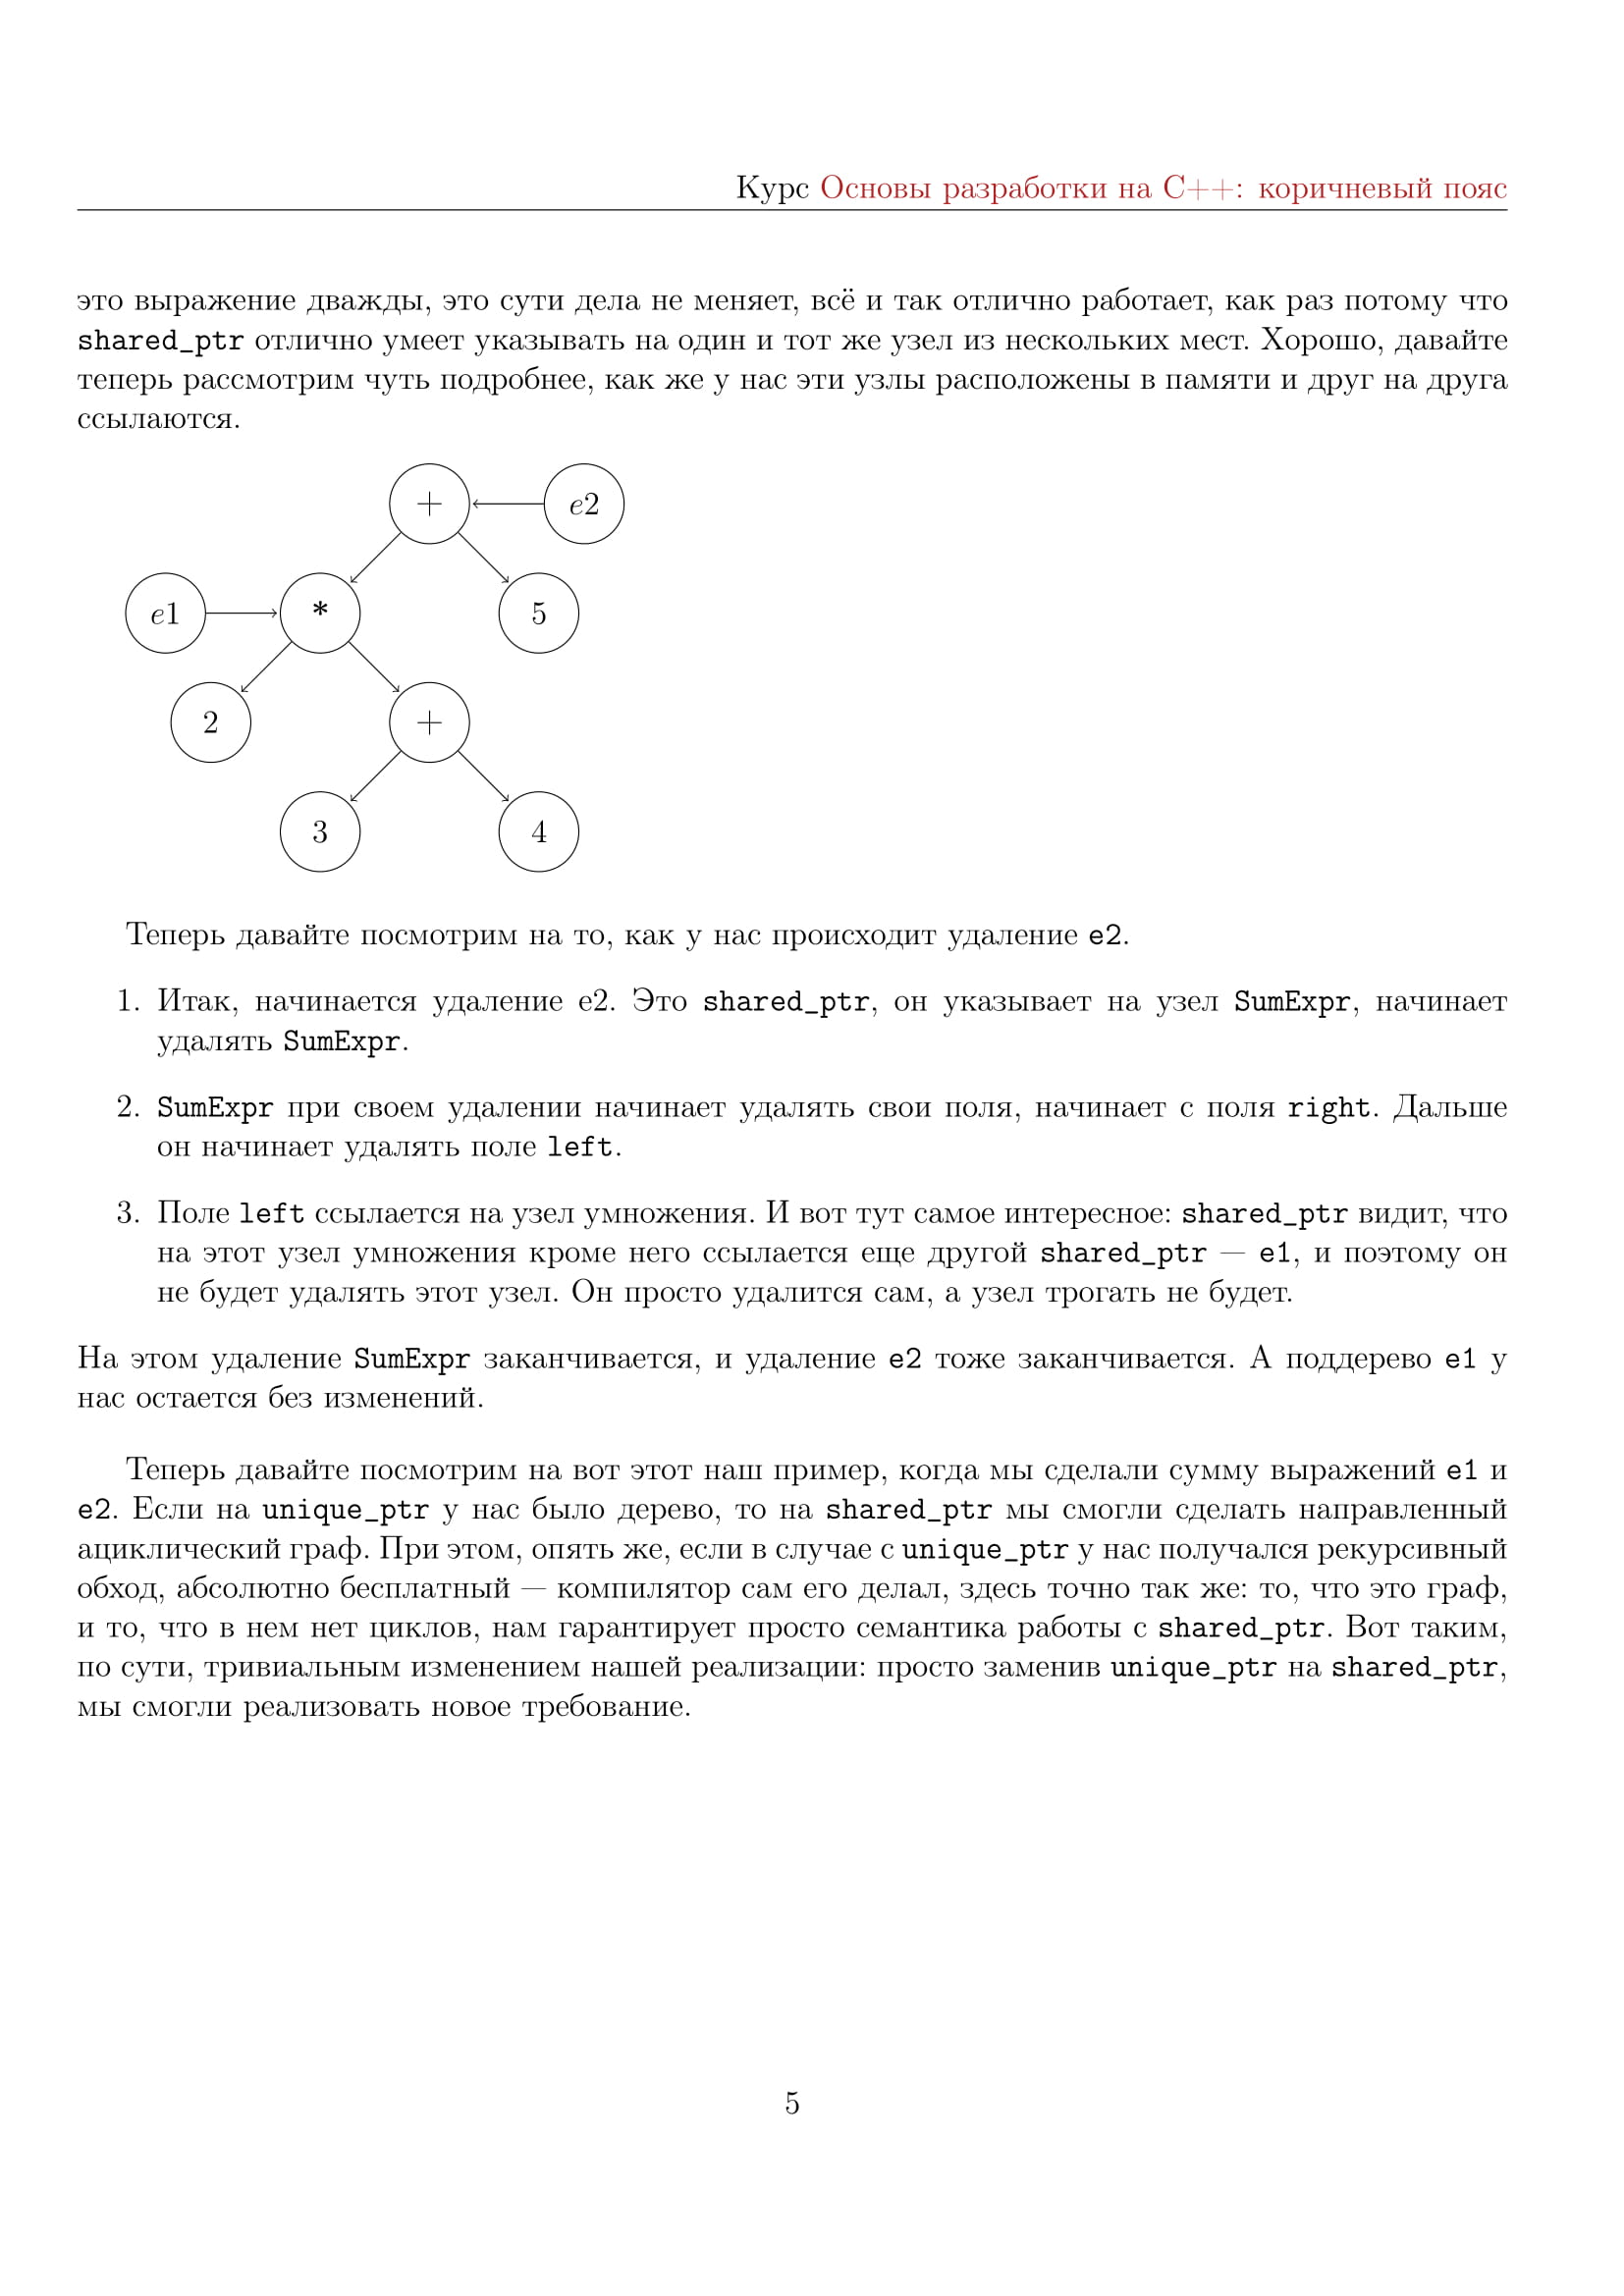 Курс Основы разработки на C++: коричневый пояс
это выражение дважды, это сути дела не меняет, всё и так отлично работает, как раз потому что
shared_ptr отлично умеет указывать на один и тот же узел из нескольких мест. Хорошо, давайте
теперь рассмотрим чуть подробнее, как же у нас эти узлы расположены в памяти и друг на друга
ссылаются.
+ e2
e1 * 5
2 +
3 4
Теперь давайте посмотрим на то, как у нас происходит удаление e2.
1. Итак, начинается удаление e2. Это shared_ptr, он указывает на узел SumExpr, начинает
удалять SumExpr.
2. SumExpr при своем удалении начинает удалять свои поля, начинает с поля right. Дальше
он начинает удалять поле left.
3. Поле left ссылается на узел умножения. И вот тут самое интересное: shared_ptr видит, что
на этот узел умножения кроме него ссылается еще другой shared_ptr — e1, и поэтому он
не будет удалять этот узел. Он просто удалится сам, а узел трогать не будет.
На этом удаление SumExpr заканчивается, и удаление e2 тоже заканчивается. А поддерево e1 у
нас остается без изменений.
Теперь давайте посмотрим на вот этот наш пример, когда мы сделали сумму выражений e1 и
e2. Если на unique_ptr у нас было дерево, то на shared_ptr мы смогли сделать направленный
ациклический граф. При этом, опять же, если в случае с unique_ptr у нас получался рекурсивный
обход, абсолютно бесплатный — компилятор сам его делал, здесь точно так же: то, что это граф,
и то, что в нем нет циклов, нам гарантирует просто семантика работы с shared_ptr. Вот таким,
по сути, тривиальным изменением нашей реализации: просто заменив unique_ptr на shared_ptr,
мы смогли реализовать новое требование.
5